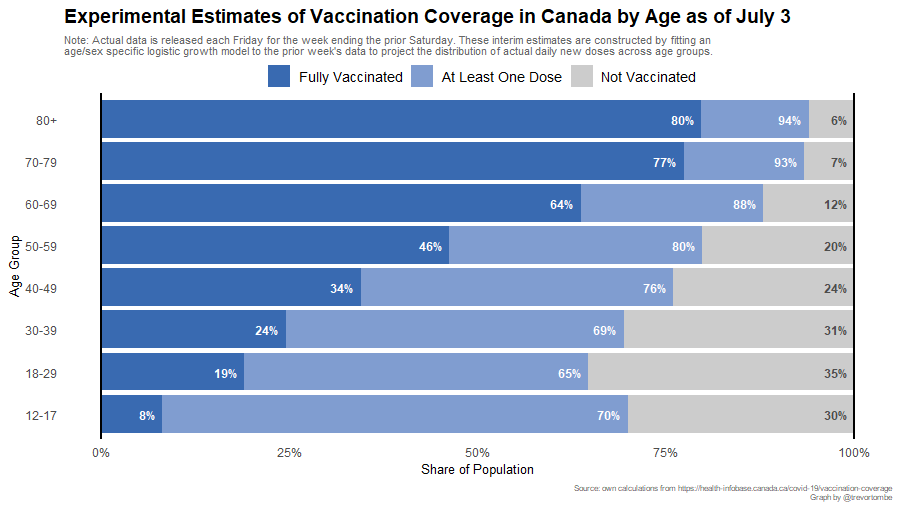 Experimental Estimates of Vaccination Coverage in Canada by Age as of July 3
Note: Actual data is released each Friday for the week ending the prior Saturday. These interim estimates are constructed by fitting an
age/sex specific logistic growth model to the prior week's data to project the distribution of actual daily new doses across age groups.
Fully Vaccinated At Least One Dose Not Vaccinated
80+ 80% 94% 6%
70-79 77% 93% 7%
60-69 64% 88% 12%
50-59 46% 80% 20%
Age Group
40-49 34% 76% 24%
30-39 24% 69% 31%
18-29 19% 65% 35%
12-17 8% 70% 30%
0% 25% 50% 75% 100%
Share of Population
Source: own calculations from https://health-infobase.canada.ca/covid-19/vaccination-coverage
Graph by @trevortombe